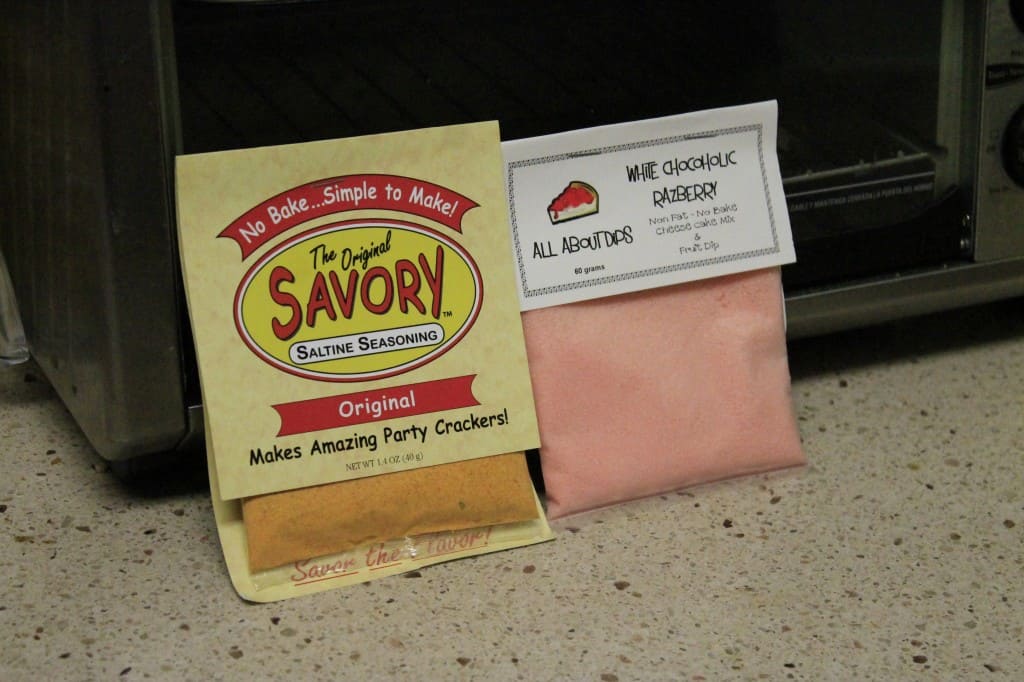 No Bake...Simple to Make!
The Original
SAVORY™
SALTINE SEASONING
Original
Makes Amazing Party Crackers!
NET WT 1.4 OZ (40 g)
Savor the Flavor!
WHITE CHOCOHOLIC
RAZBERRY
Non Fat - No Bake
Cheese Cake Mix
&
Fruit Dip
ALL ABOUT DIPS
60 grams